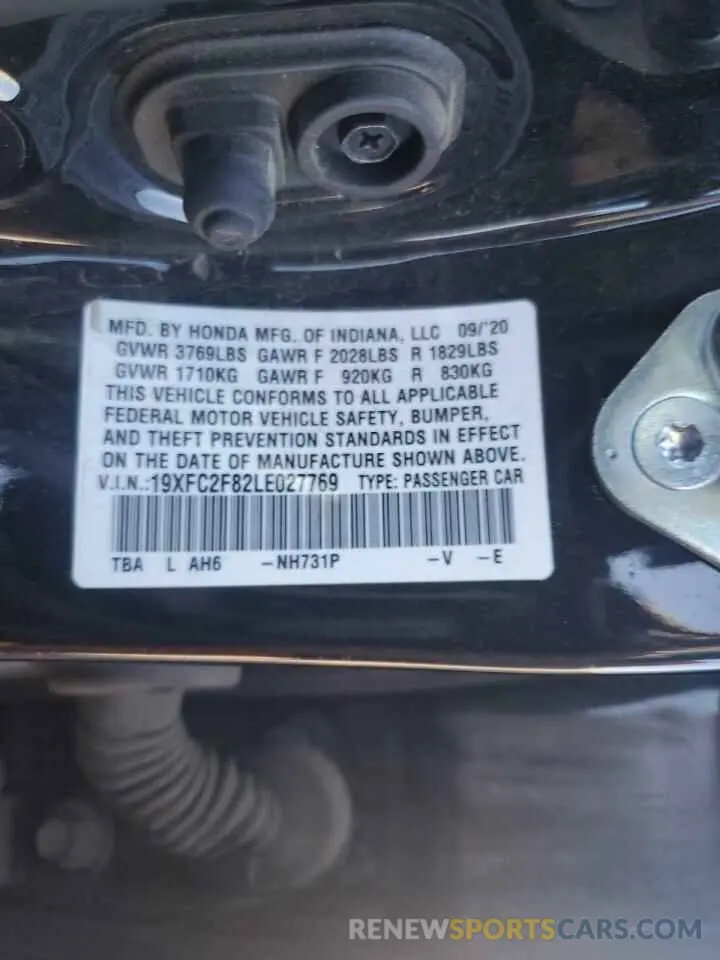 MFD. BY HONDA MFG. OF INDIANA, LLC 09/'20
GVWR 3769LBS GAWR F 2028LBS R 1829LBS
GVWR 1710KG GAWR F 920KG R 830KG
THIS VEHICLE CONFORMS TO ALL APPLICABLE
FEDERAL MOTOR VEHICLE SAFETY, BUMPER,
AND THEFT PREVENTION STANDARDS IN EFFECT
ON THE DATE OF MANUFACTURE SHOWN ABOVE.
V.I.N.:19XFC2F82LE027769 TYPE: PASSENGER CAR
TBA L AH6 -NH731P -V -E
RENEWSPORTSCARS.COM